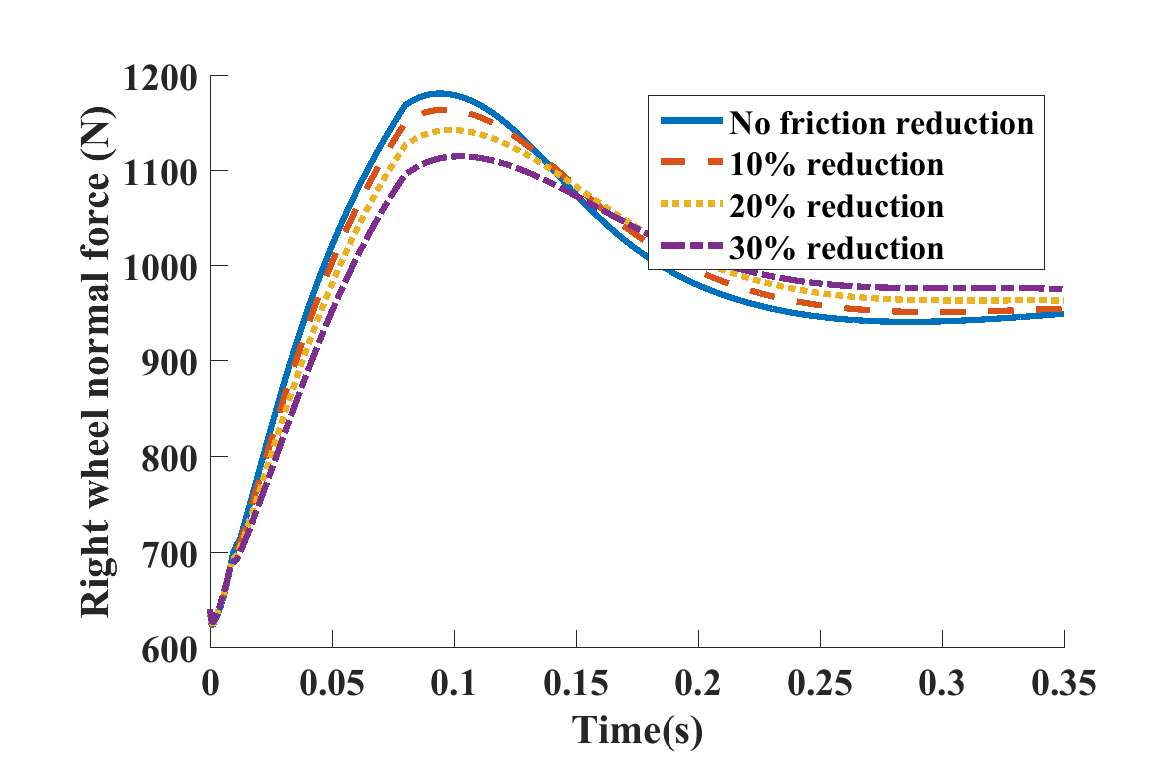 Right wheel normal force (N)
1200
1100
1000
900
800
700
600
No friction reduction
10% reduction
20% reduction
30% reduction
0 0.05 0.1 0.15 0.2 0.25 0.3 0.35
Time(s)